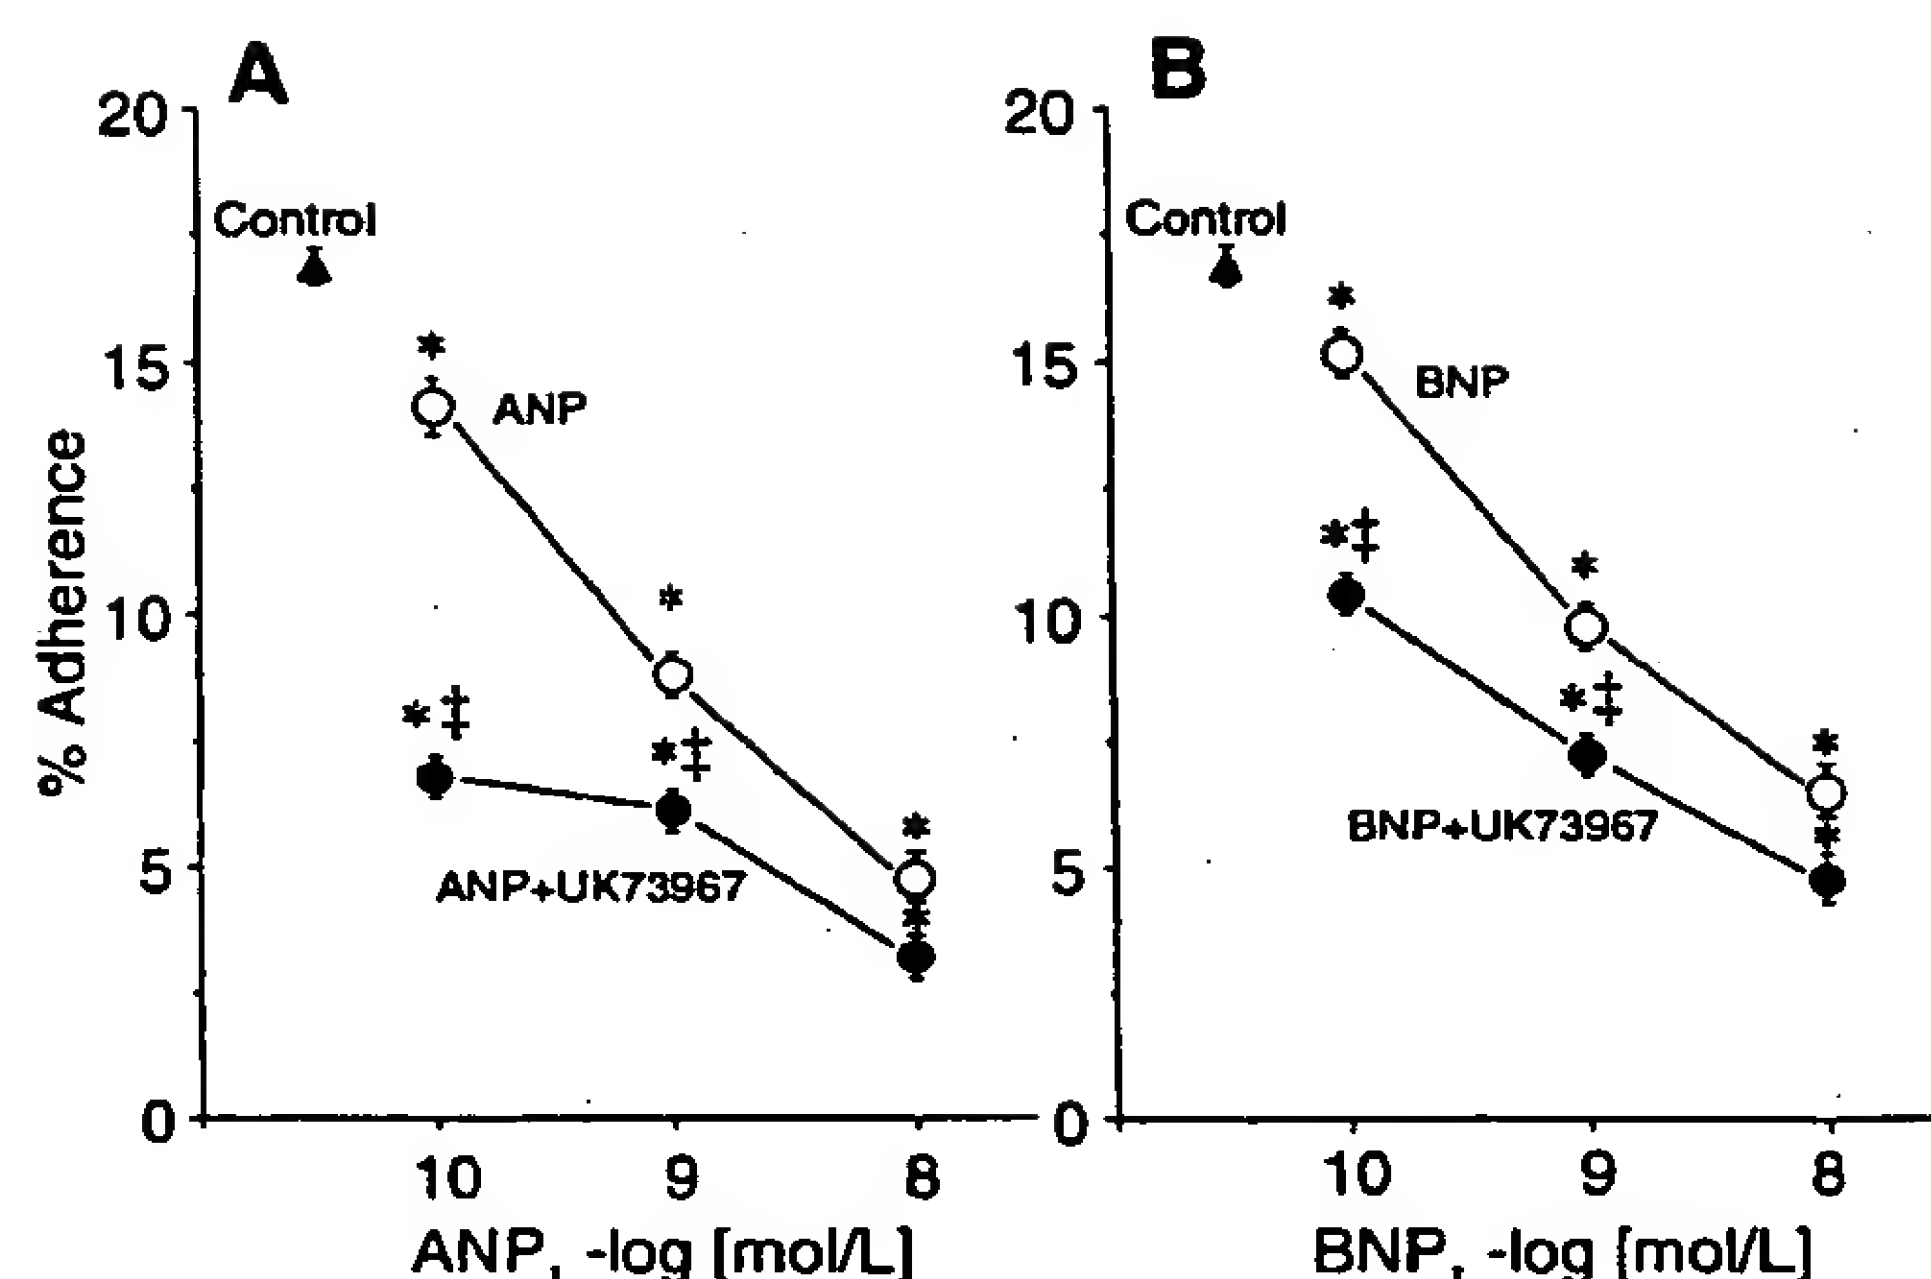 A
20
15
10
5
0
% Adherence
Control
*
ANP
*
*‡
*‡
*
*
ANP+UK73967
10 9 8
ANP, -log [mol/L]
B
20
15
10
5
0
Control
*
BNP
*‡
*
*‡
*
*
BNP+UK73967
10 9 8
BNP, -log [mol/L]